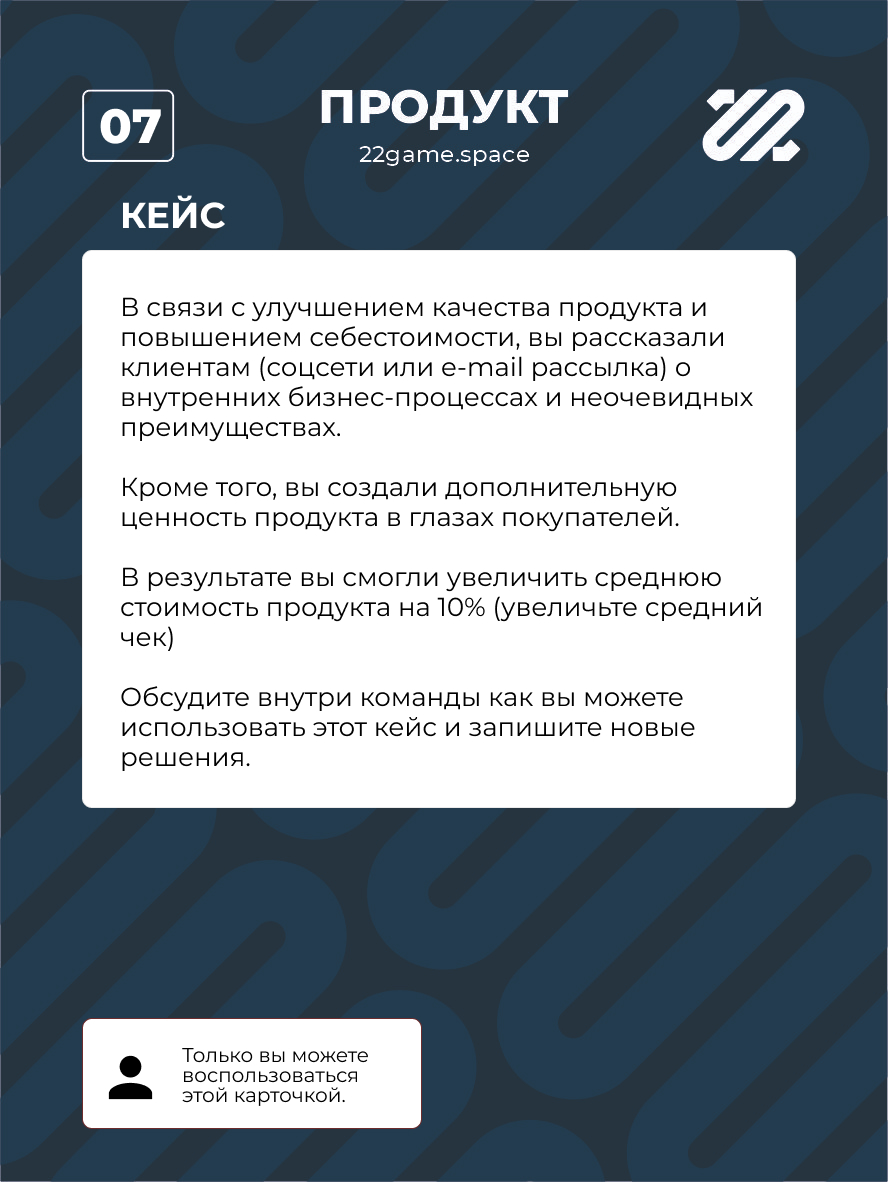 07
ПРОДУКТ
22game.space
КЕЙС
В связи с улучшением качества продукта и
повышением себестоимости, вы рассказали
клиентам (соцсети или e-mail рассылка) о
внутренних бизнес-процессах и неочевидных
преимуществах.
Кроме того, вы создали дополнительную
ценность продукта в глазах покупателей.
В результате вы смогли увеличить среднюю
стоимость продукта на 10% (увеличьте средний
чек)
Обсудите внутри команды как вы можете
использовать этот кейс и запишите новые
решения.
Только вы можете
воспользоваться
этой карточкой.